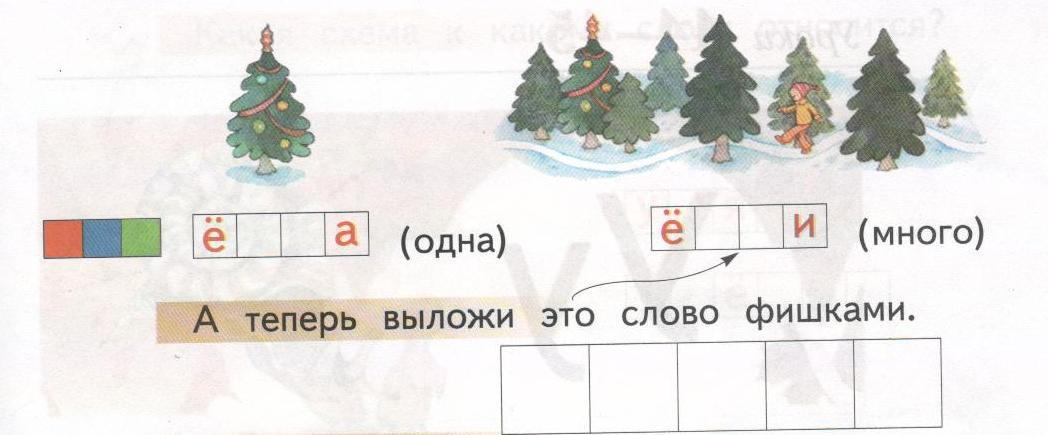 ё а (одна) ё и (много)
А теперь выложи это слово фишками.